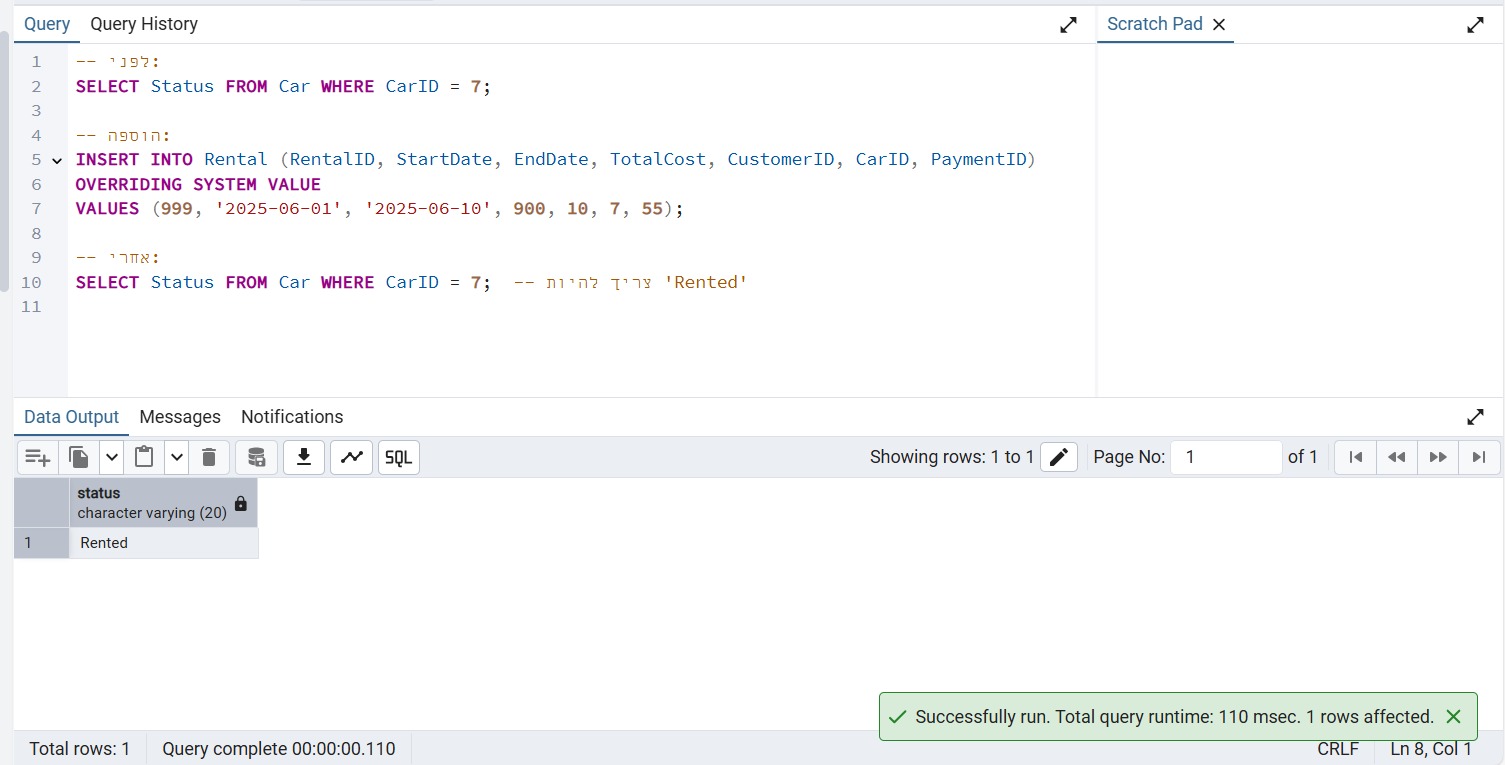 Query Query History Scratch Pad
1 -- לפני:
2 SELECT Status FROM Car WHERE CarID = 7;
3
4 -- הוספה:
5 INSERT INTO Rental (RentalID, StartDate, EndDate, TotalCost, CustomerID, CarID, PaymentID)
6 OVERRIDING SYSTEM VALUE
7 VALUES (999, '2025-06-01', '2025-06-10', 900, 10, 7, 55);
8
9 -- אחרי:
10 SELECT Status FROM Car WHERE CarID = 7;  -- צריך להיות 'Rented'
11
Data Output Messages Notifications
SQL Showing rows: 1 to 1 Page No: 1 of 1
status
character varying (20)
1 Rented
Successfully run. Total query runtime: 110 msec. 1 rows affected.
Total rows: 1 Query complete 00:00:00.110 CRLF Ln 8, Col 1